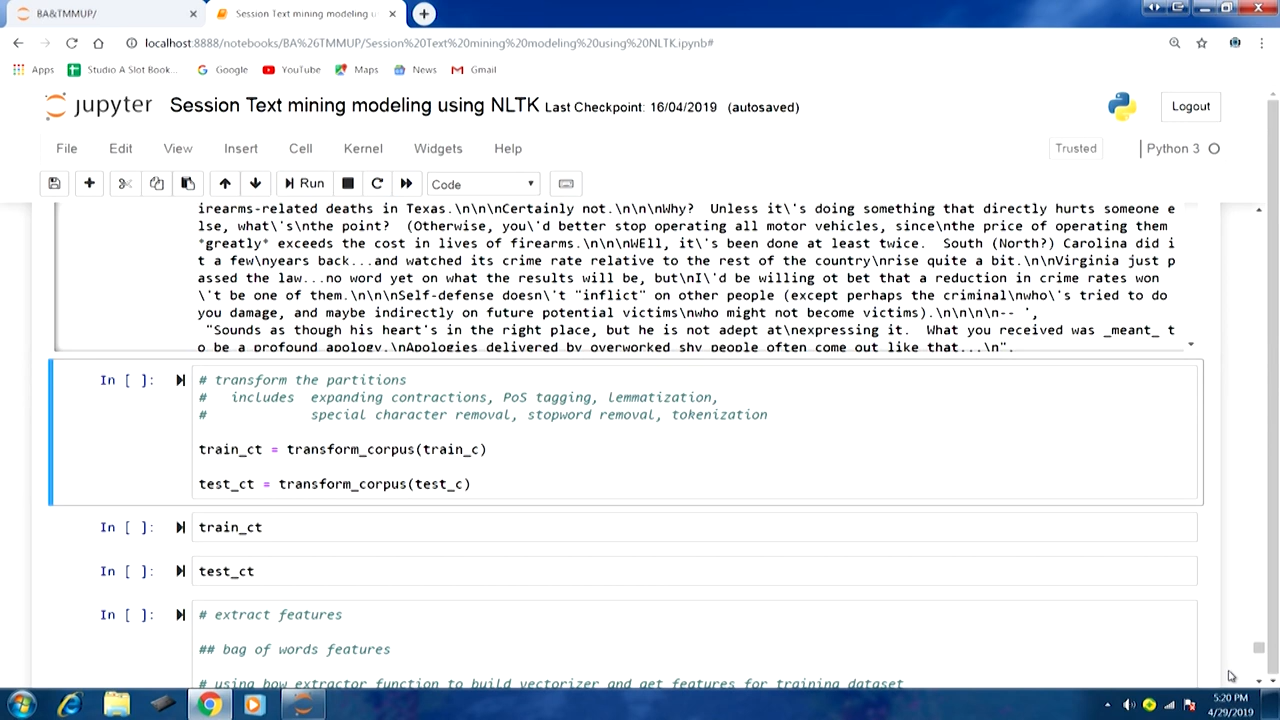 BA&TMMUP/
Session Text mining modeling u
localhost:8888/notebooks/BA%26TMMUP/Session%20Text%20mining%20modeling%20using%20NLTK.ipynb#
Apps Studio A Slot Book... Google YouTube Maps News Gmail
jupyter Session Text mining modeling using NLTK Last Checkpoint: 16/04/2019 (autosaved)
Logout
File Edit View Insert Cell Kernel Widgets Help
Trusted Python 3
Run Code
irearms-related deaths in Texas.\n\n\nCertainly not.\n\n\nWhy?  Unless it\'s doing something that directly hurts someone e
lse, what\'s\nthe point?  (Otherwise, you\'d better stop operating all motor vehicles, since\nthe price of operating them
*greatly* exceeds the cost in lives of firearms.\n\n\nWEll, it\'s been done at least twice.  South (North?) Carolina did i
t a few\nyears back...and watched its crime rate relative to the rest of the country\nrise quite a bit.\n\nVirginia just p
assed the law...no word yet on what the results will be, but\nI\'d be willing ot bet that a reduction in crime rates won
\'t be one of them.\n\n\nSelf-defense doesn\'t "inflict" on other people (except perhaps the criminal\nwho\'s tried to do
you damage, and maybe indirectly on future potential victims\nwho might not become victims).\n\n\n\n-- ',
"Sounds as though his heart's in the right place, but he is not adept at\nexpressing it.  What you received was _meant_ t
o be a profound apology.\nApologies delivered by overworked shy people often come out like that...\n",
In [ ]: # transform the partitions
#   includes  expanding contractions, PoS tagging, lemmatization,
#             special character removal, stopword removal, tokenization
train_ct = transform_corpus(train_c)
test_ct = transform_corpus(test_c)
In [ ]: train_ct
In [ ]: test_ct
In [ ]: # extract features
## bag of words features
# using bow extractor function to build vectorizer and get features for training dataset
5:20 PM
4/29/2019